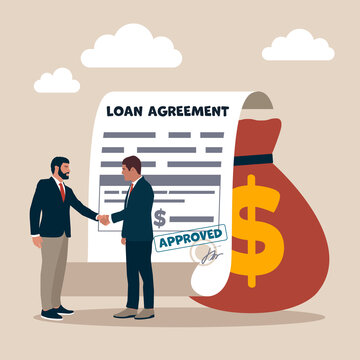 LOAN AGREEMENT
$
APPROVED
$